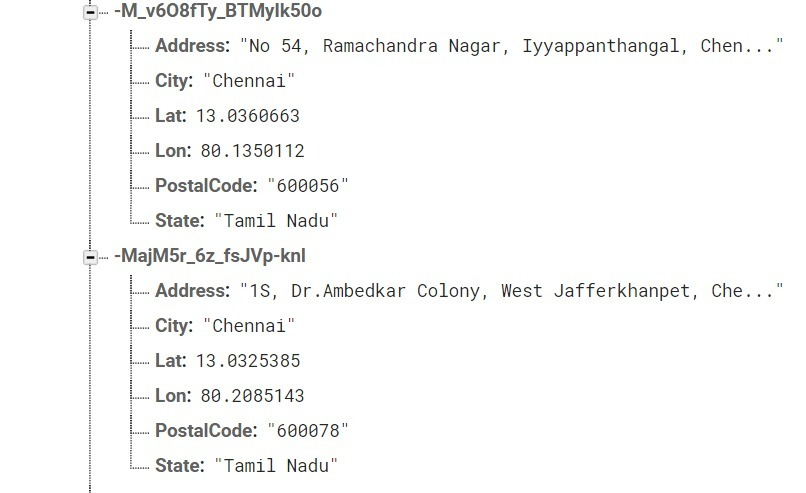 -M_v6O8fTy_BTMylk50o
Address: "No 54, Ramachandra Nagar, Iyyappanthangal, Chen..."
City: "Chennai"
Lat: 13.0360663
Lon: 80.1350112
PostalCode: "600056"
State: "Tamil Nadu"
-MajM5r_6z_fsJVp-knl
Address: "1S, Dr.Ambedkar Colony, West Jafferkhanpet, Che..."
City: "Chennai"
Lat: 13.0325385
Lon: 80.2085143
PostalCode: "600078"
State: "Tamil Nadu"